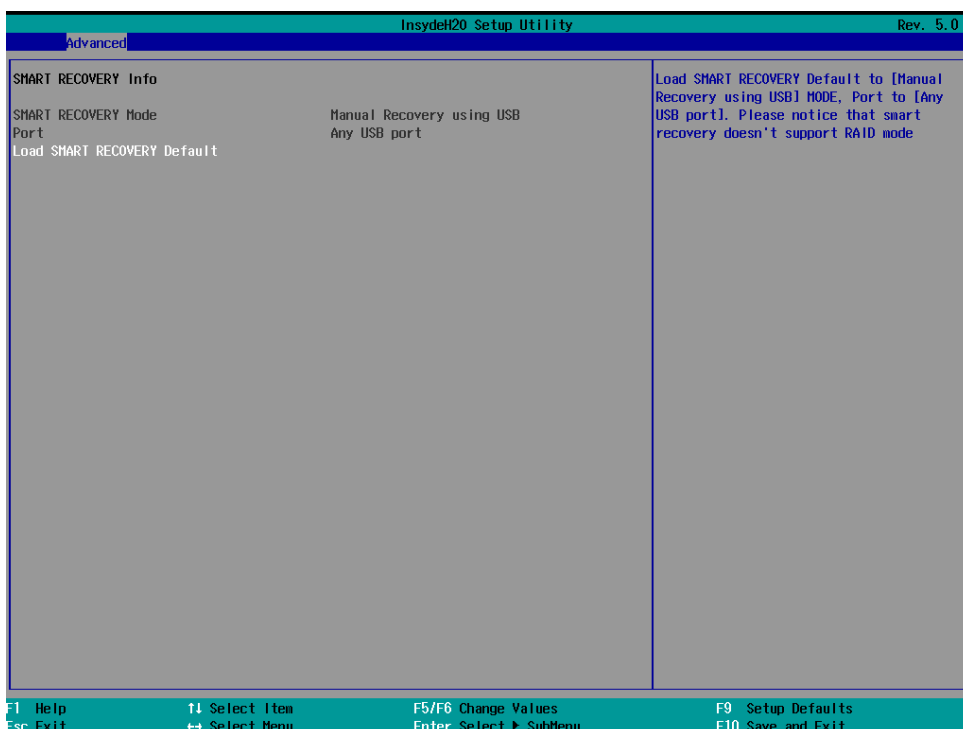 InsydeH20 Setup Utility Rev. 5.0
Advanced
SMART RECOVERY Info
SMART RECOVERY Mode Manual Recovery using USB
Port Any USB port
Load SMART RECOVERY Default
Load SMART RECOVERY Default to [Manual
Recovery using USB] MODE, Port to [Any
USB port]. Please notice that smart
recovery doesn't support RAID mode
F1 Help ↑↓ Select Item F5/F6 Change Values F9 Setup Defaults
Esc Exit ↔ Select Menu Enter Select ▶ SubMenu F10 Save and Exit